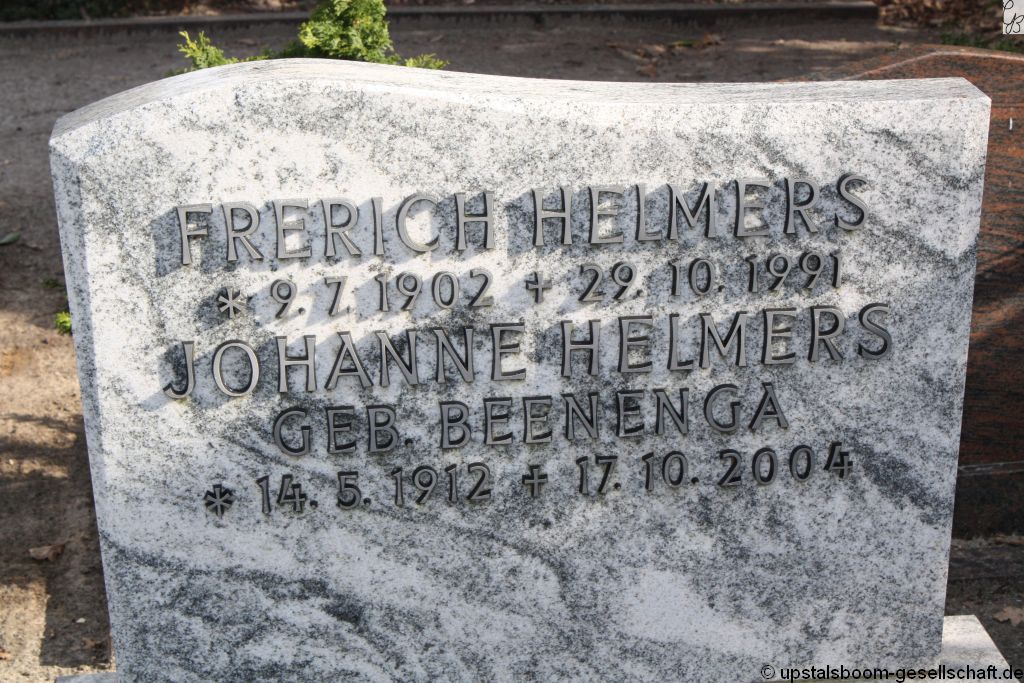 FRERICH HELMERS
* 9. 7. 1902 + 29. 10. 1991
JOHANNE HELMERS
GEB. BEENENGA
* 14. 5. 1912 + 17. 10. 2004
© upstalsboom-gesellschaft.de